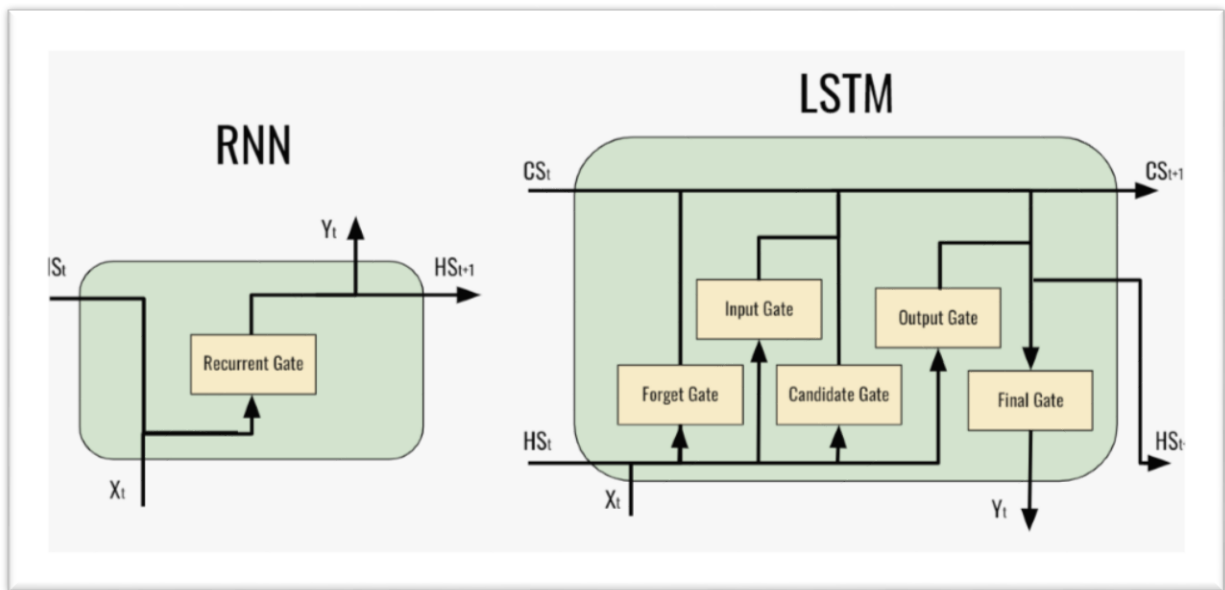 RNN
Yt
HSt+1
Recurrent Gate
Xt
LSTM
CSt
CSt+1
Input Gate
Output Gate
Forget Gate
Candidate Gate
Final Gate
HSt
Xt
Yt